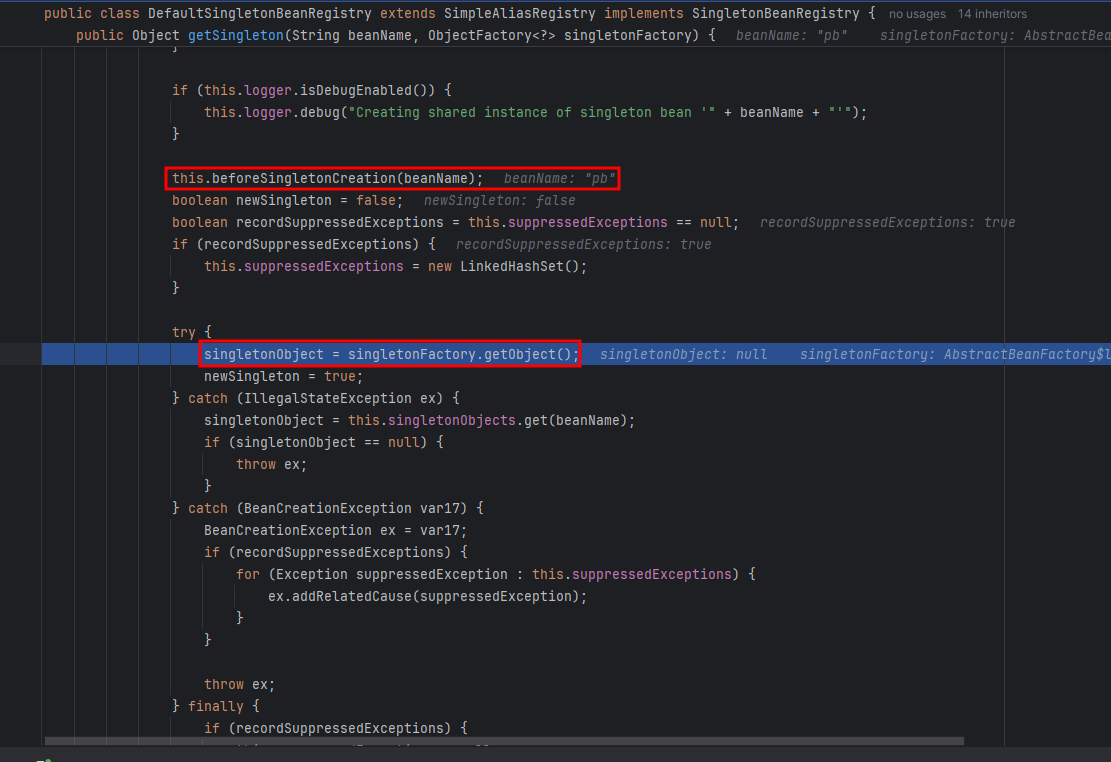 public class DefaultSingletonBeanRegistry extends SimpleAliasRegistry implements SingletonBeanRegistry { no usages 14 inheritors
public Object getSingleton(String beanName, ObjectFactory<?> singletonFactory) { beanName: "pb" singletonFactory: AbstractBea
}
if (this.logger.isDebugEnabled()) {
this.logger.debug("Creating shared instance of singleton bean '" + beanName + "'");
}
this.beforeSingletonCreation(beanName); beanName: "pb"
boolean newSingleton = false; newSingleton: false
boolean recordSuppressedExceptions = this.suppressedExceptions == null; recordSuppressedExceptions: true
if (recordSuppressedExceptions) { recordSuppressedExceptions: true
this.suppressedExceptions = new LinkedHashSet();
}
try {
singletonObject = singletonFactory.getObject(); singletonObject: null singletonFactory: AbstractBeanFactory$l
newSingleton = true;
} catch (IllegalStateException ex) {
singletonObject = this.singletonObjects.get(beanName);
if (singletonObject == null) {
throw ex;
}
} catch (BeanCreationException var17) {
BeanCreationException ex = var17;
if (recordSuppressedExceptions) {
for (Exception suppressedException : this.suppressedExceptions) {
ex.addRelatedCause(suppressedException);
}
}
throw ex;
} finally {
if (recordSuppressedExceptions) {